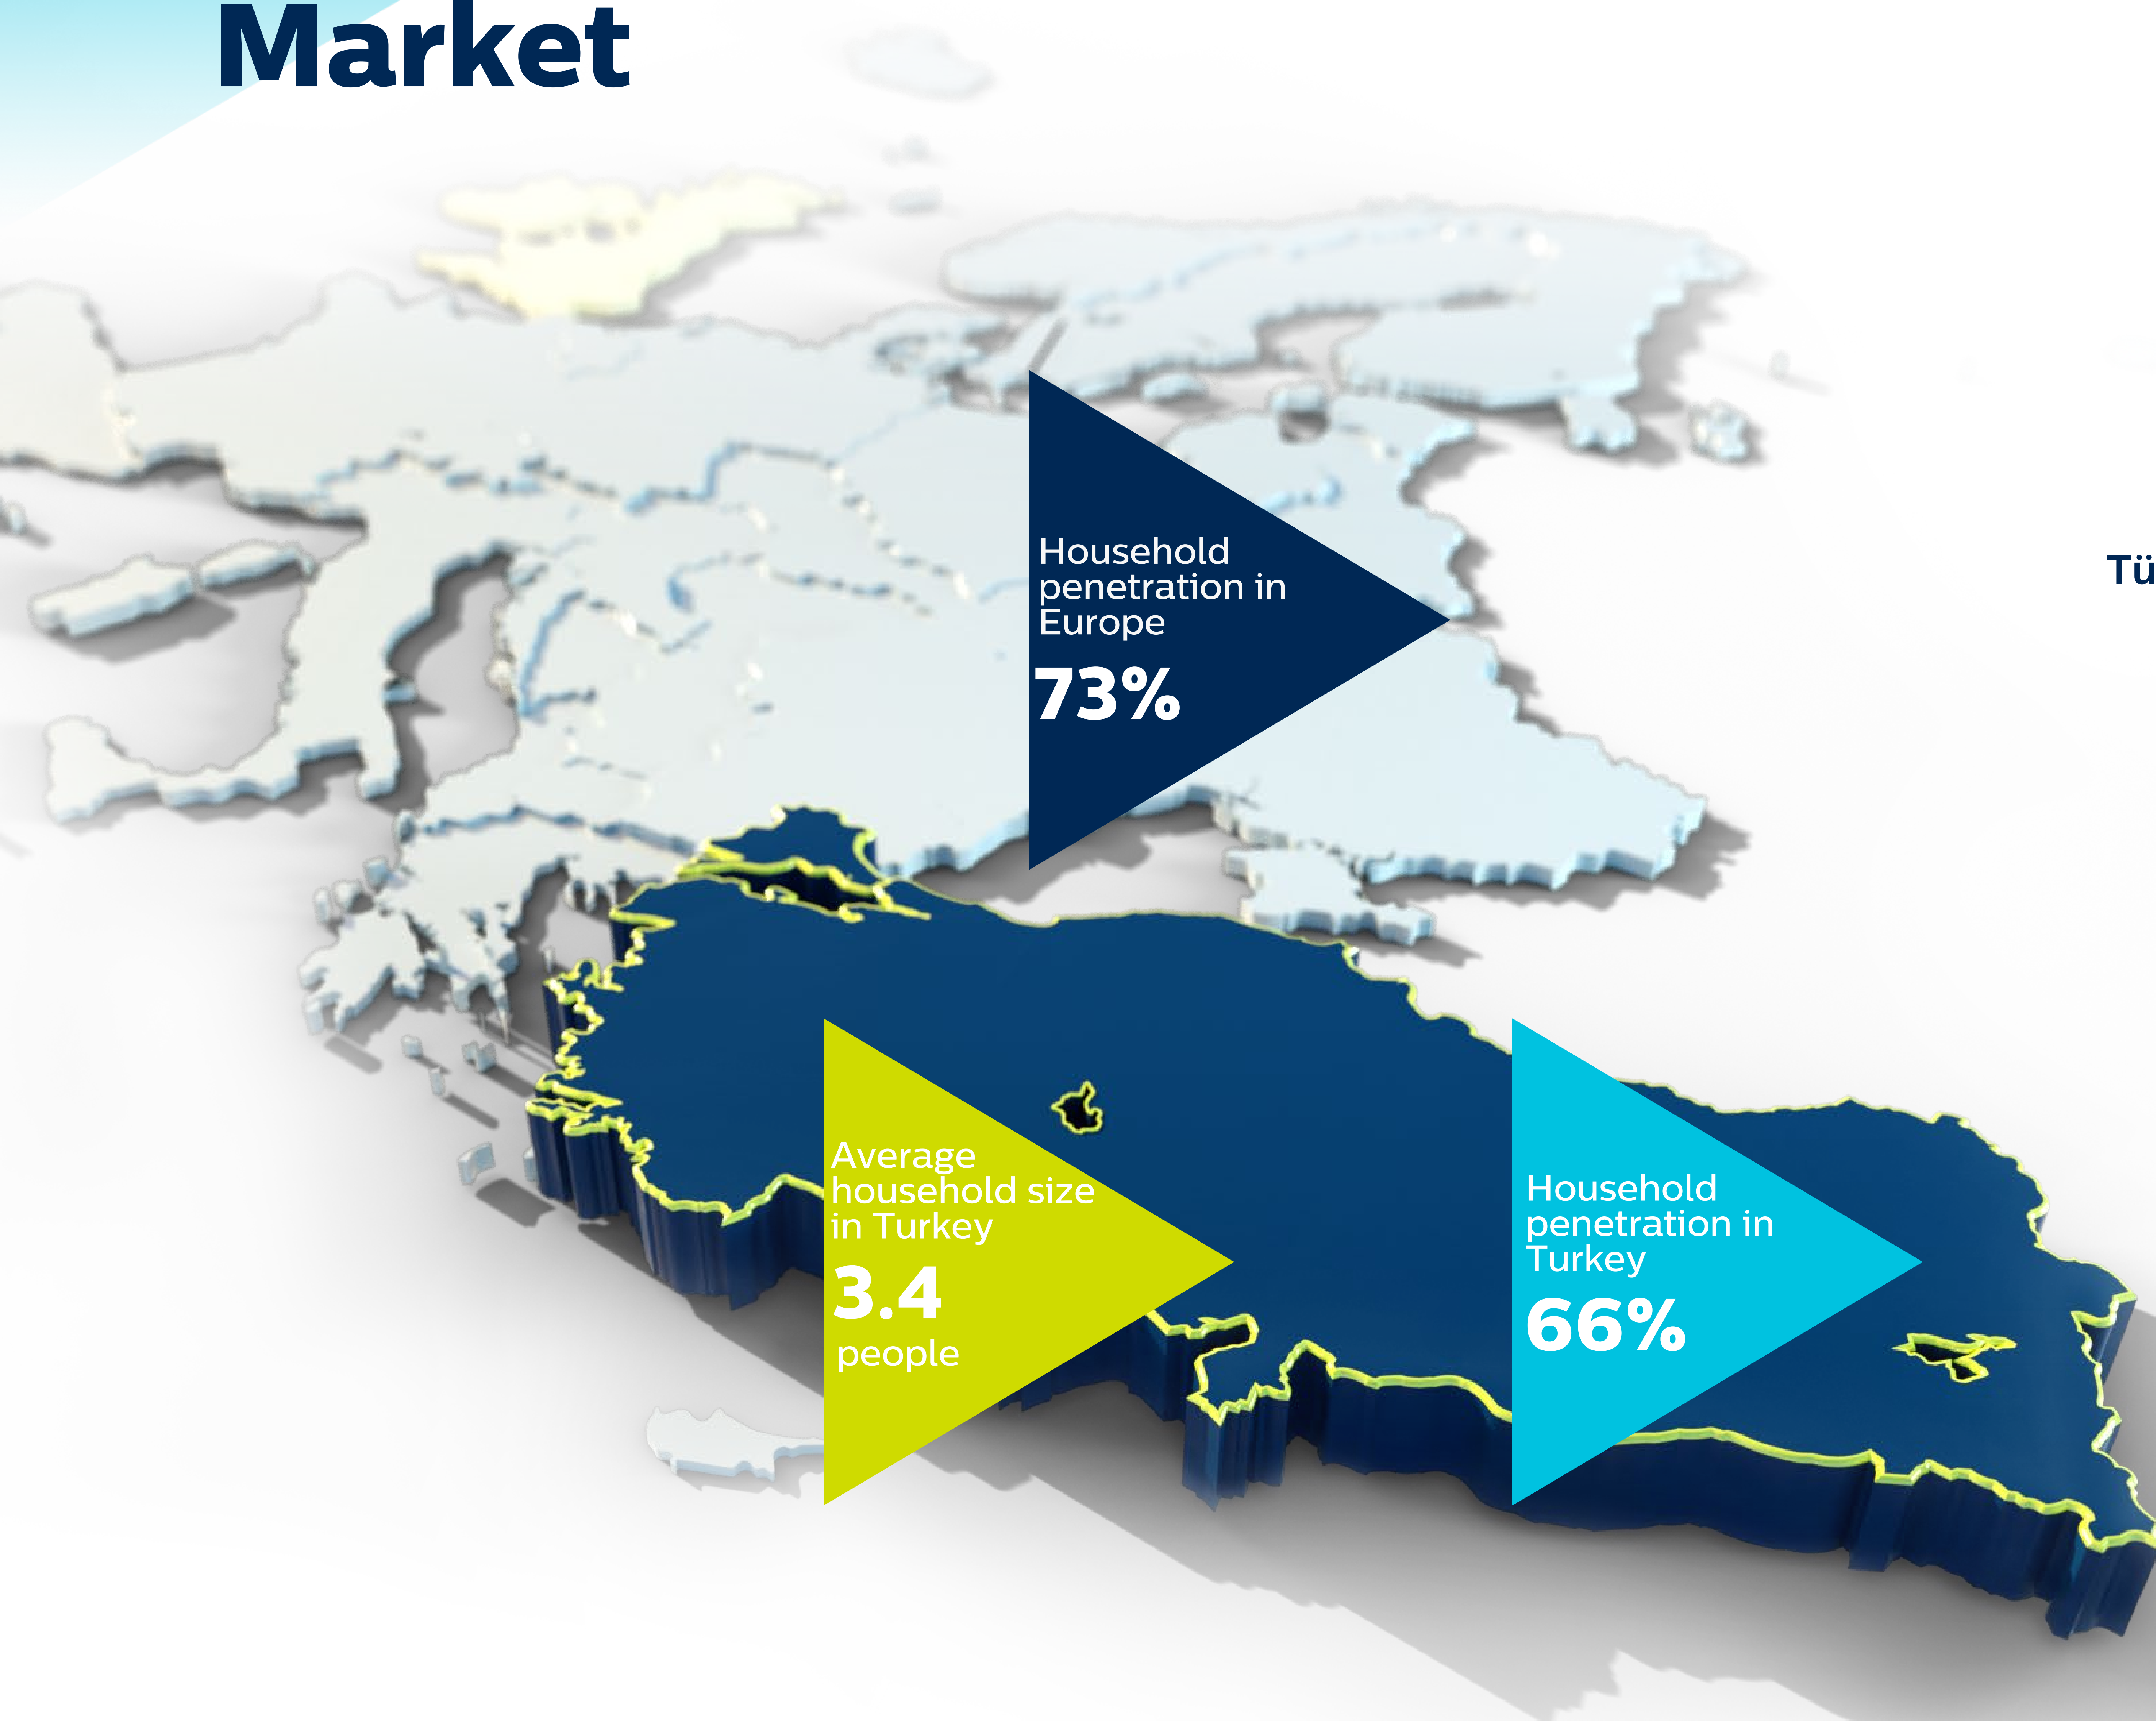 Market
Household
penetration in
Europe
73%
Tü
Average
household size
in Turkey
3.4
people
Household
penetration in
Turkey
66%